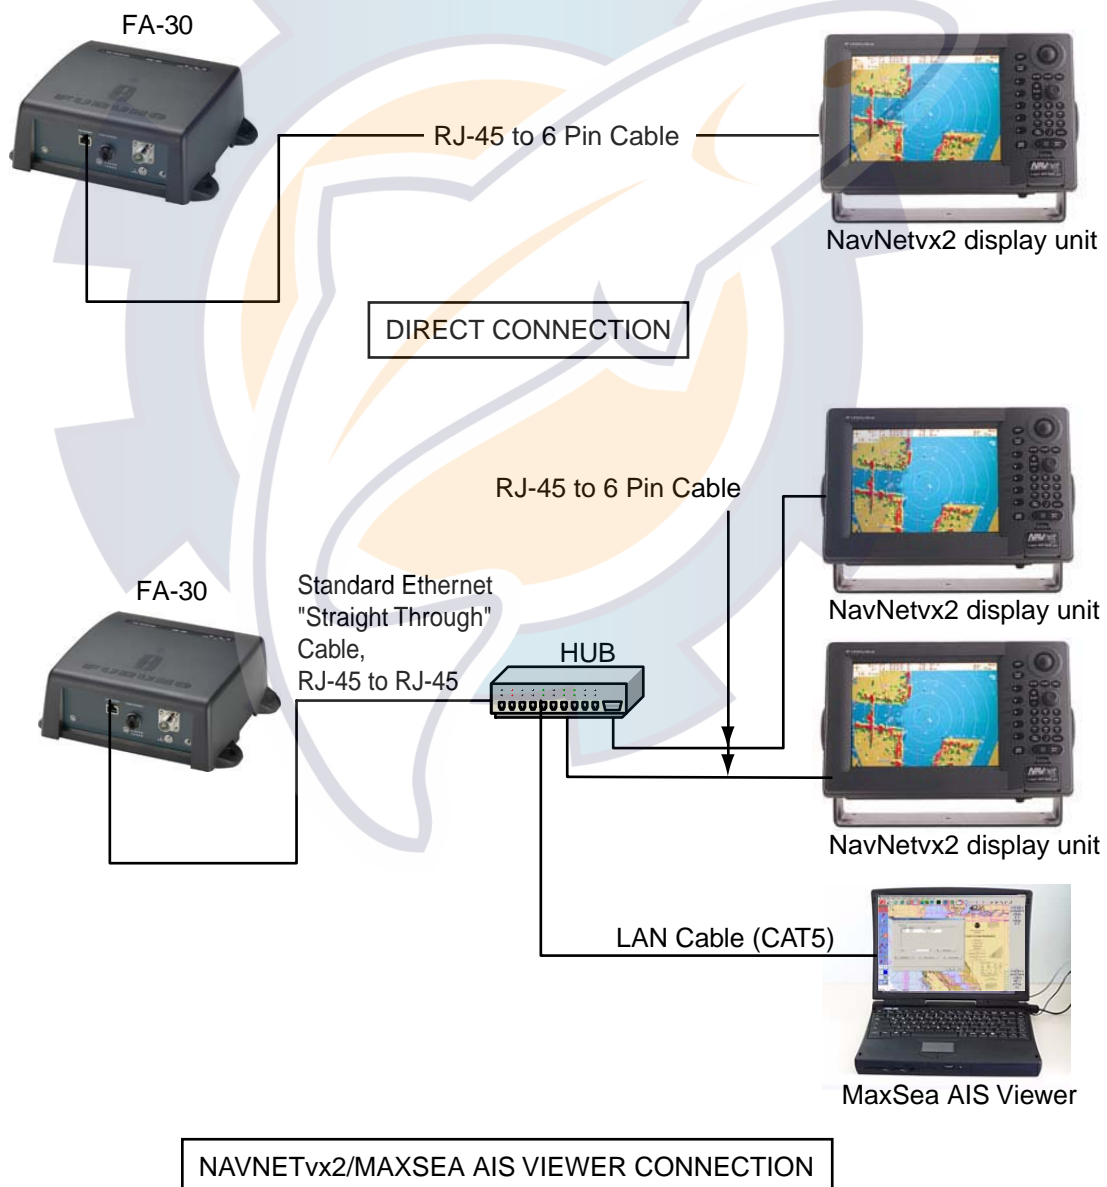 FA-30
FURUNO
RJ-45 to 6 Pin Cable
NavNetvx2 display unit
DIRECT CONNECTION
RJ-45 to 6 Pin Cable
NavNetvx2 display unit
FA-30
FURUNO
Standard Ethernet
"Straight Through"
Cable,
RJ-45 to RJ-45
HUB
NavNetvx2 display unit
LAN Cable (CAT5)
MaxSea AIS Viewer
NAVNETvx2/MAXSEA AIS VIEWER CONNECTION